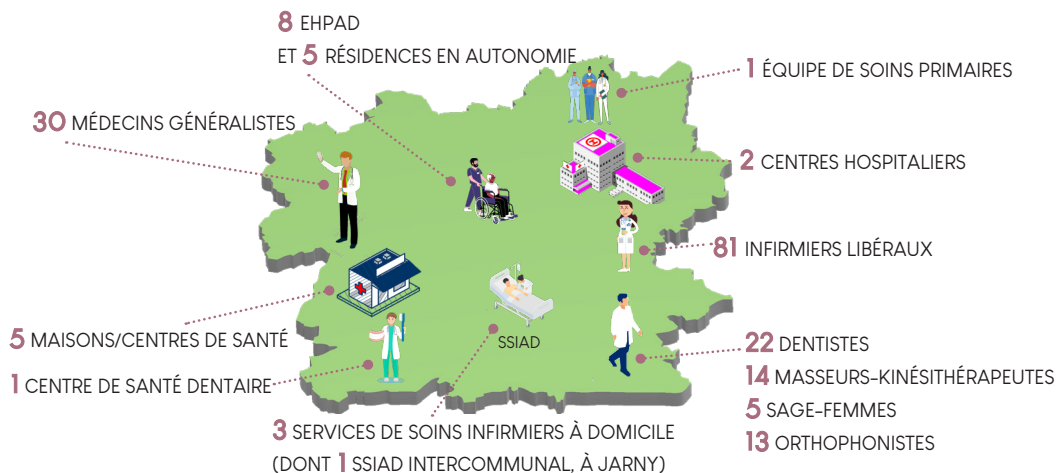 8 EHPAD
ET 5 RÉSIDENCES EN AUTONOMIE
1 ÉQUIPE DE SOINS PRIMAIRES
30 MÉDECINS GÉNÉRALISTES
2 CENTRES HOSPITALIERS
81 INFIRMIERS LIBÉRAUX
5 MAISONS/CENTRES DE SANTÉ
SSIAD
22 DENTISTES
1 CENTRE DE SANTÉ DENTAIRE
14 MASSEURS-KINÉSITHÉRAPEUTES
5 SAGE-FEMMES
13 ORTHOPHONISTES
3 SERVICES DE SOINS INFIRMIERS À DOMICILE
(DONT 1 SSIAD INTERCOMMUNAL, À JARNY)